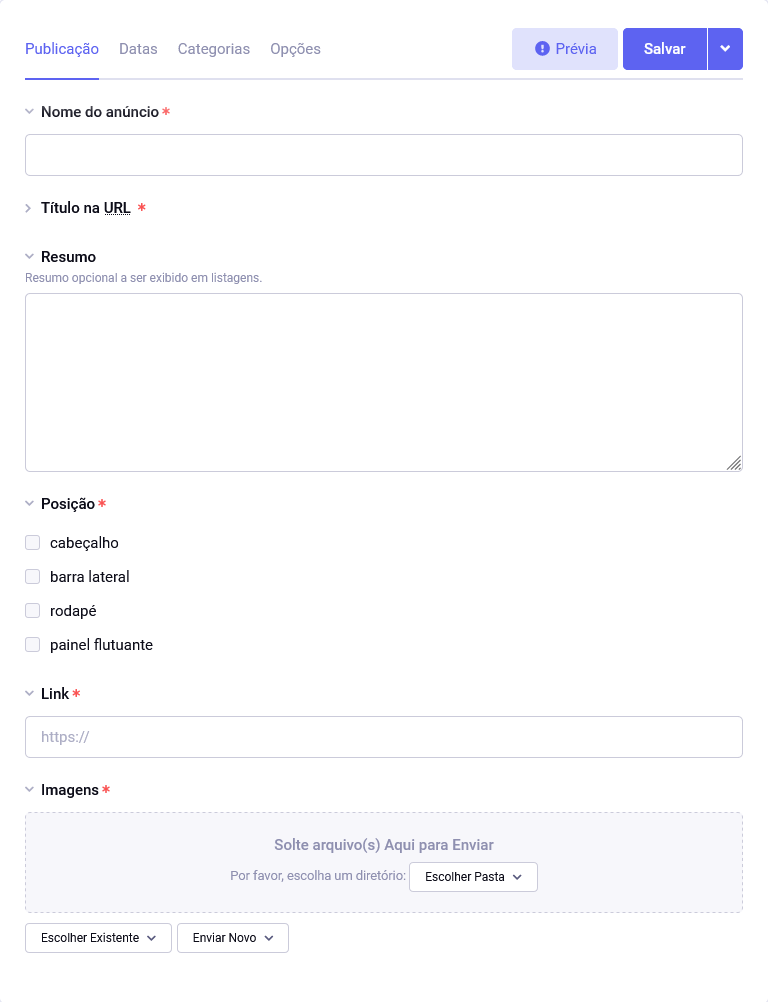 Publicação Datas Categorias Opções Prévia Salvar
Nome do anúncio *
Título na URL *
Resumo
Resumo opcional a ser exibido em listagens.
Posição *
cabeçalho
barra lateral
rodapé
painel flutuante
Link *
https://
Imagens *
Solte arquivo(s) Aqui para Enviar
Por favor, escolha um diretório: Escolher Pasta
Escolher Existente Enviar Novo